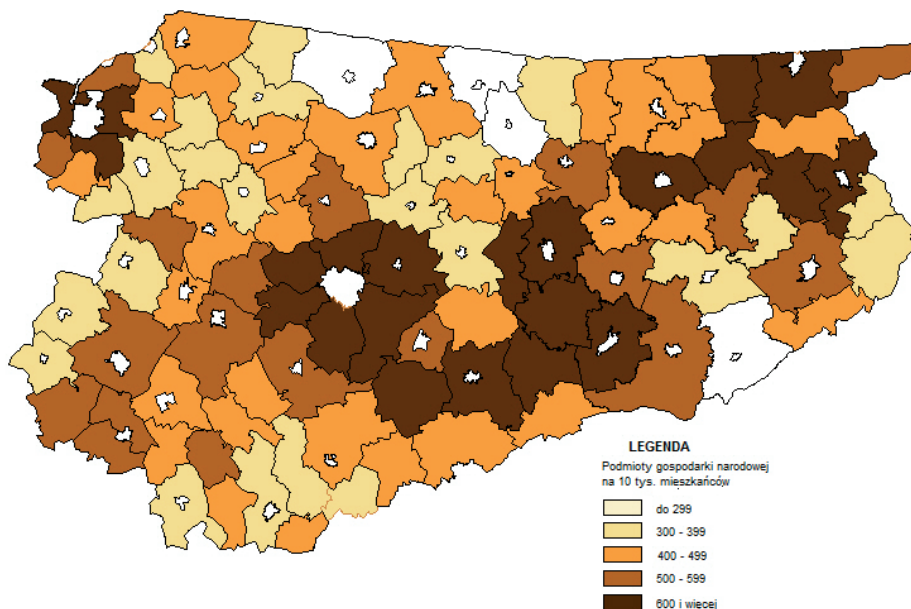 LEGENDA
Podmioty gospodarki narodowej
na 10 tys. mieszkańców
do 299
300 - 399
400 - 499
500 - 599
600 i więcej